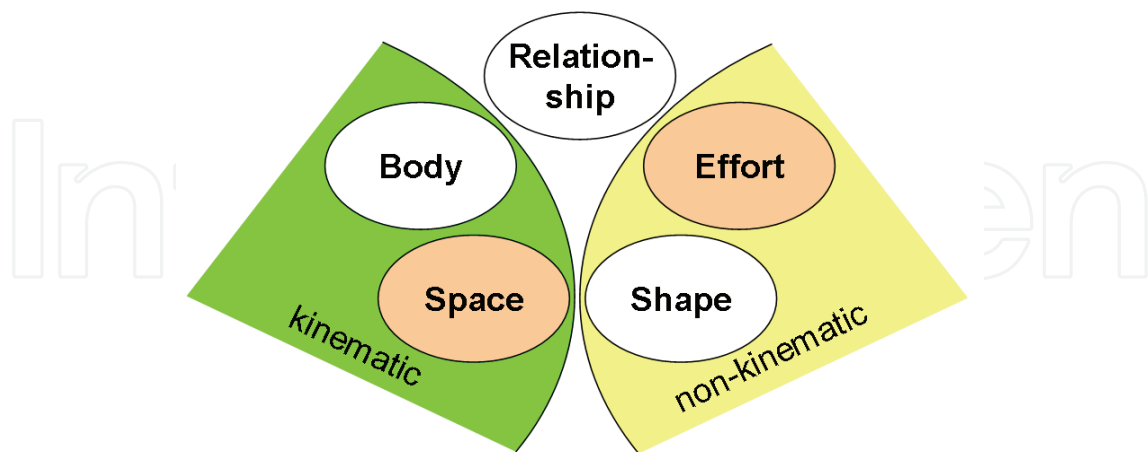 Relation-
ship
Body
Effort
Space
Shape
kinematic
non-kinematic